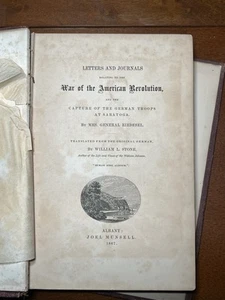 LETTERS AND JOURNALS
RELATING TO THE
War of the American Revolution,
AND THE
CAPTURE OF THE GERMAN TROOPS
AT SARATOGA.
By MRS. GENERAL RIEDESEL.
TRANSLATED FROM THE ORIGINAL GERMAN,
By WILLIAM L. STONE,
ALBANY:
JOEL MUNSELL.
1867.